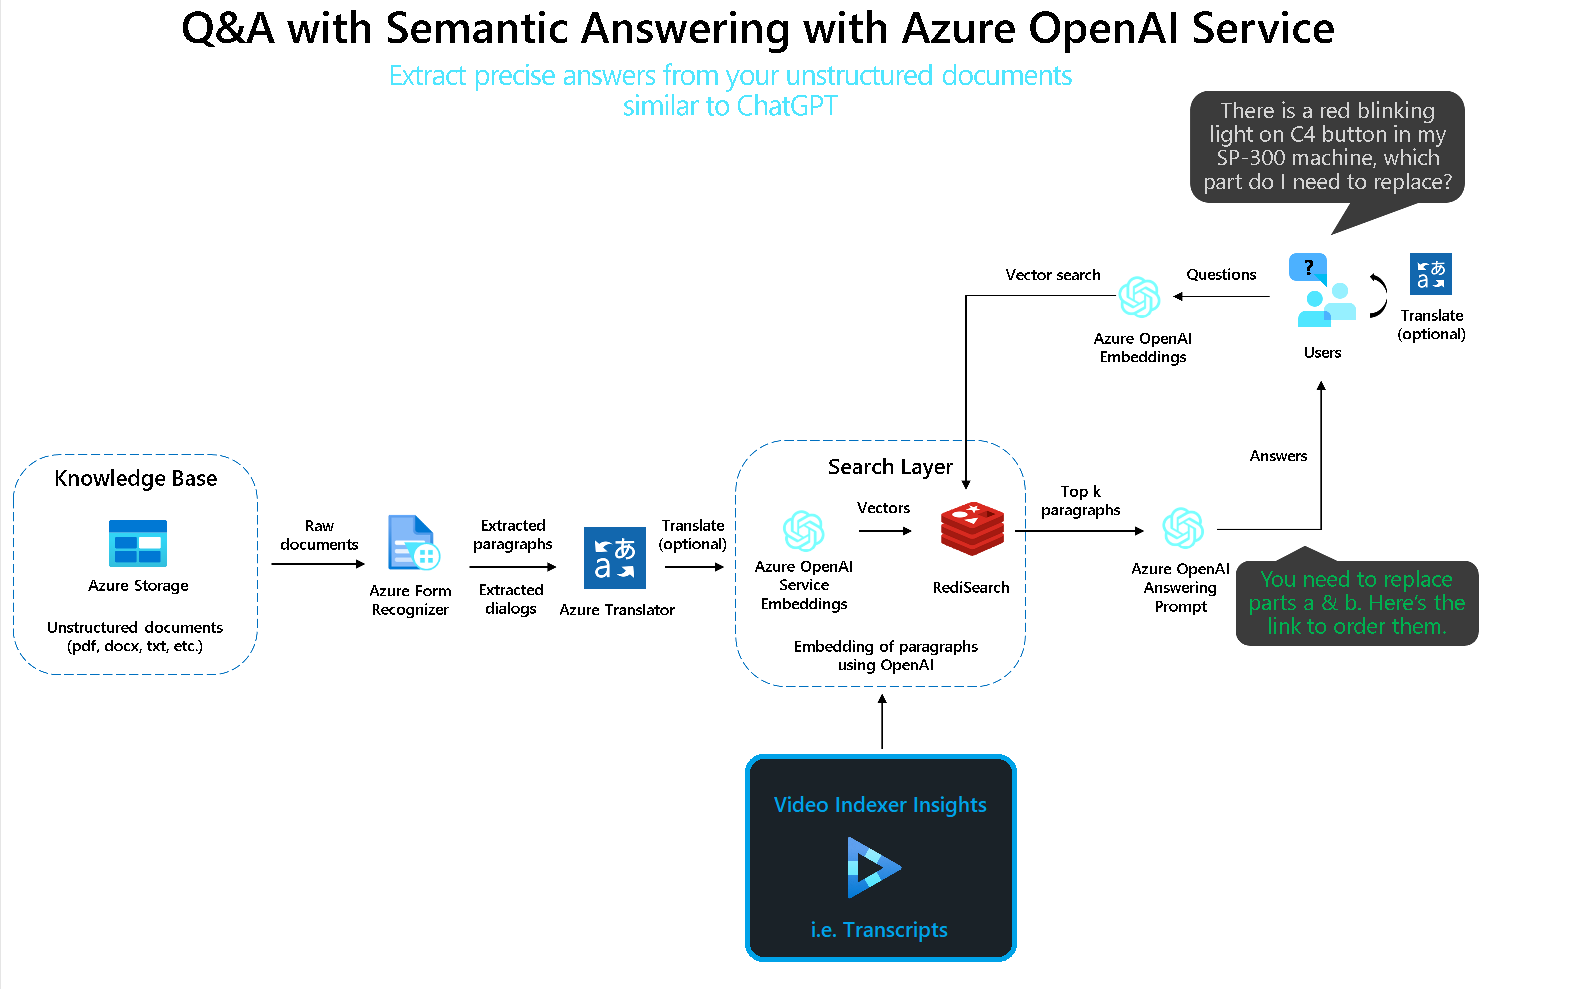 Q&A with Semantic Answering with Azure OpenAI Service
Extract precise answers from your unstructured documents
similar to ChatGPT
There is a red blinking
light on C4 button in my
SP-300 machine, which
part do I need to replace?
Vector search
Questions
?
a あ
Azure OpenAI
Embeddings
Users
Translate
(optional)
Answers
Knowledge Base
Azure Storage
Unstructured documents
(pdf, docx, txt, etc.)
Raw
documents
Azure Form
Recognizer
Extracted
paragraphs
Extracted
dialogs
あ
a
Azure Translator
Translate
(optional)
Search Layer
Vectors
Azure OpenAI
Service
Embeddings
RediSearch
Embedding of paragraphs
using OpenAI
Top k
paragraphs
Azure OpenAI
Answering
Prompt
You need to replace
parts a & b. Here's the
link to order them.
Video Indexer Insights
i.e. Transcripts